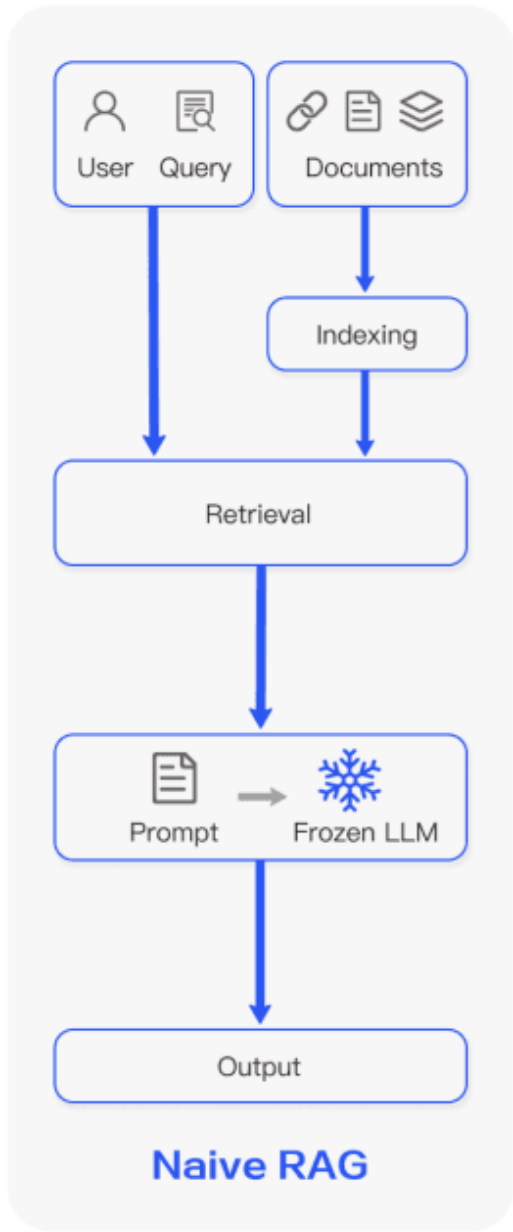 User Query
Documents
Indexing
Retrieval
Prompt Frozen LLM
Output
Naive RAG